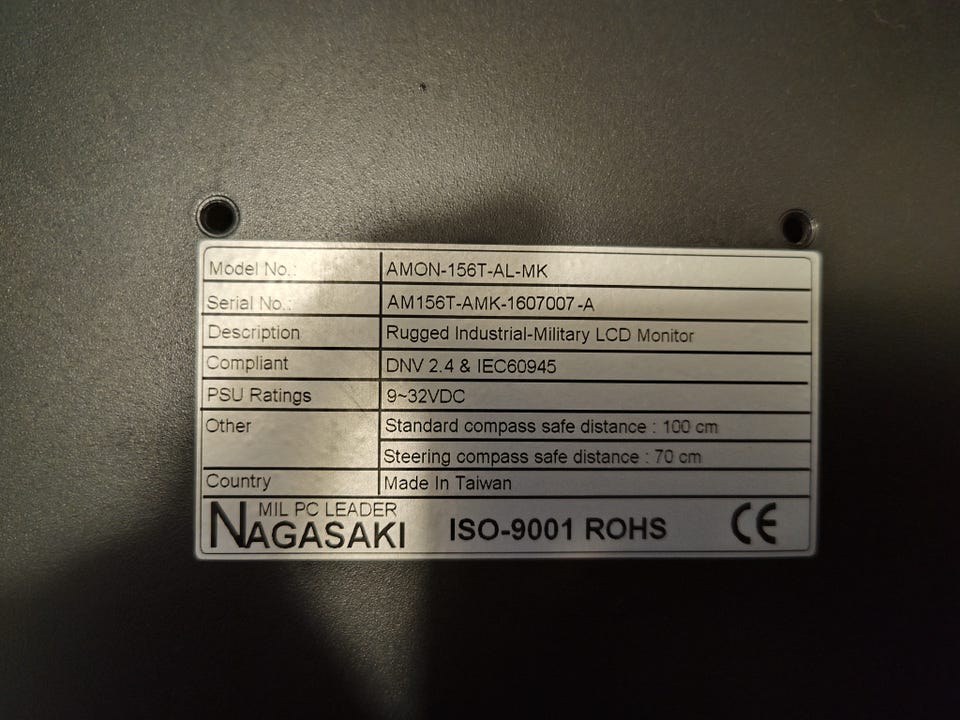 Model No.: AMON-156T-AL-MK
Serial No.: AM156T-AMK-1607007-A
Description Rugged Industrial-Military LCD Monitor
Compliant DNV 2.4 & IEC60945
PSU Ratings 9~32VDC
Other Standard compass safe distance : 100 cm
Steering compass safe distance : 70 cm
Country Made In Taiwan
MIL PC LEADER
NAGASAKI ISO-9001 ROHS CE